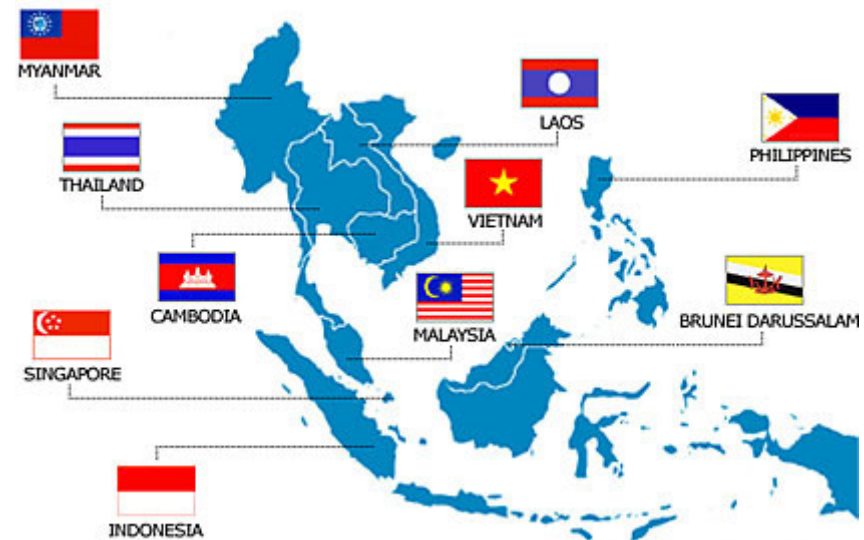 MYANMAR
LAOS
PHILIPPINES
THAILAND
VIETNAM
CAMBODIA
MALAYSIA
BRUNEI DARUSSALAM
SINGAPORE
INDONESIA